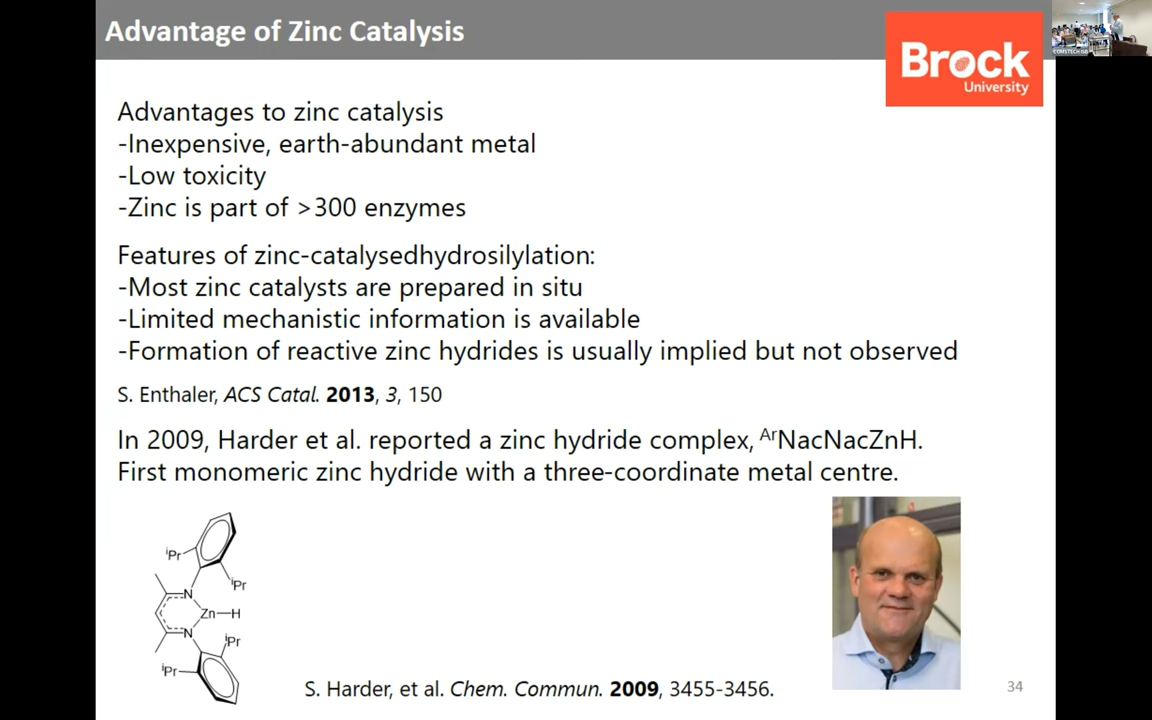 Advantage of Zinc Catalysis
Brock
University
Advantages to zinc catalysis
-Inexpensive, earth-abundant metal
-Low toxicity
-Zinc is part of >300 enzymes
Features of zinc-catalysedhydrosilylation:
-Most zinc catalysts are prepared in situ
-Limited mechanistic information is available
-Formation of reactive zinc hydrides is usually implied but not observed
S. Enthaler, ACS Catal. 2013, 3, 150
In 2009, Harder et al. reported a zinc hydride complex, ArNacNacZnH.
First monomeric zinc hydride with a three-coordinate metal centre.
iPr
iPr
N
Zn—H
N
iPr
iPr
S. Harder, et al. Chem. Commun. 2009, 3455-3456.
34